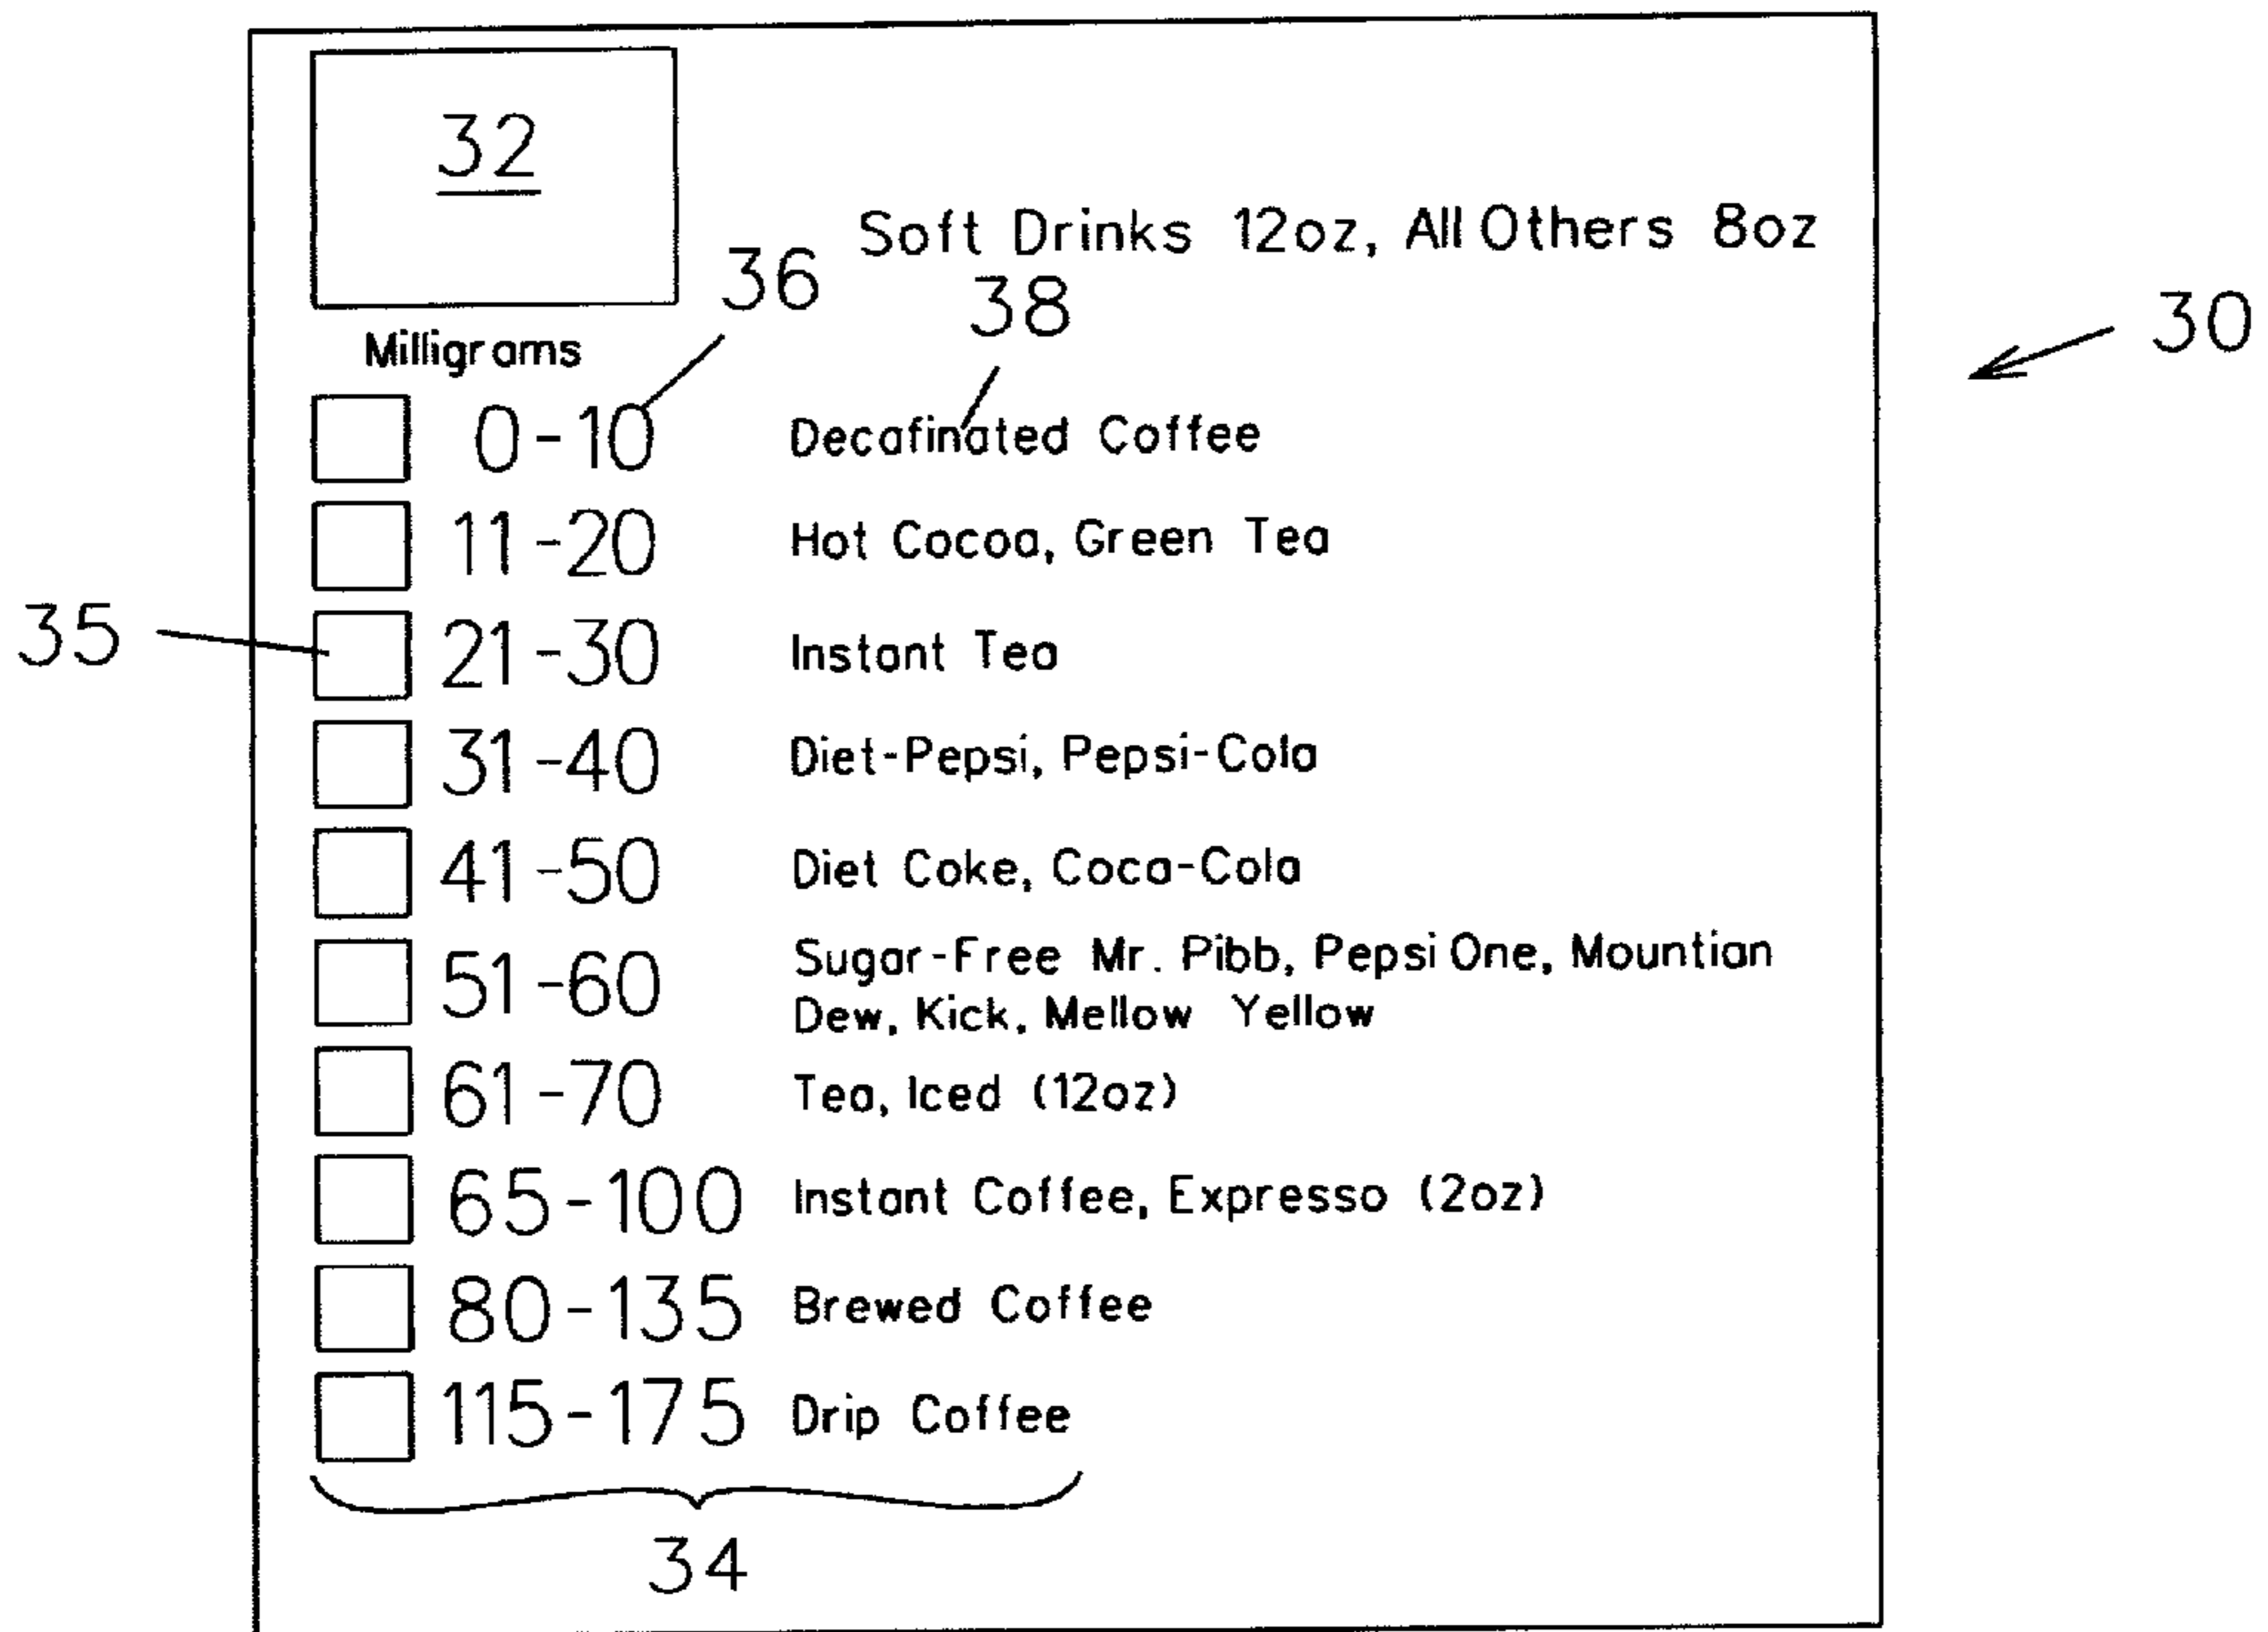 32
Soft Drinks 12oz, All Others 8oz
36
38
30
Milligrams
0-10 Decafinated Coffee
11-20 Hot Cocoa, Green Tea
35
21-30 Instant Tea
31-40 Diet-Pepsi, Pepsi-Cola
41-50 Diet Coke, Coca-Cola
51-60 Sugar-Free Mr. Pibb, Pepsi One, Mountian
Dew, Kick, Mellow Yellow
61-70 Tea, Iced (12oz)
65-100 Instant Coffee, Expresso (2oz)
80-135 Brewed Coffee
115-175 Drip Coffee
34